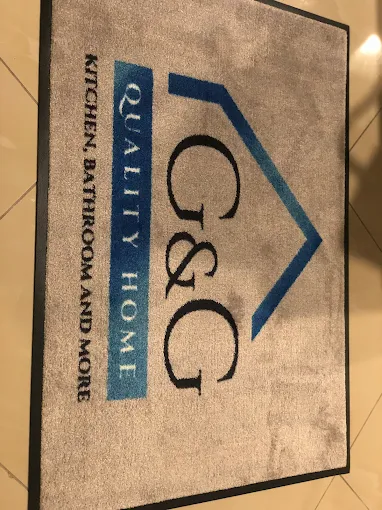 G&G
QUALITY HOME
KITCHEN, BATHROOM AND MORE